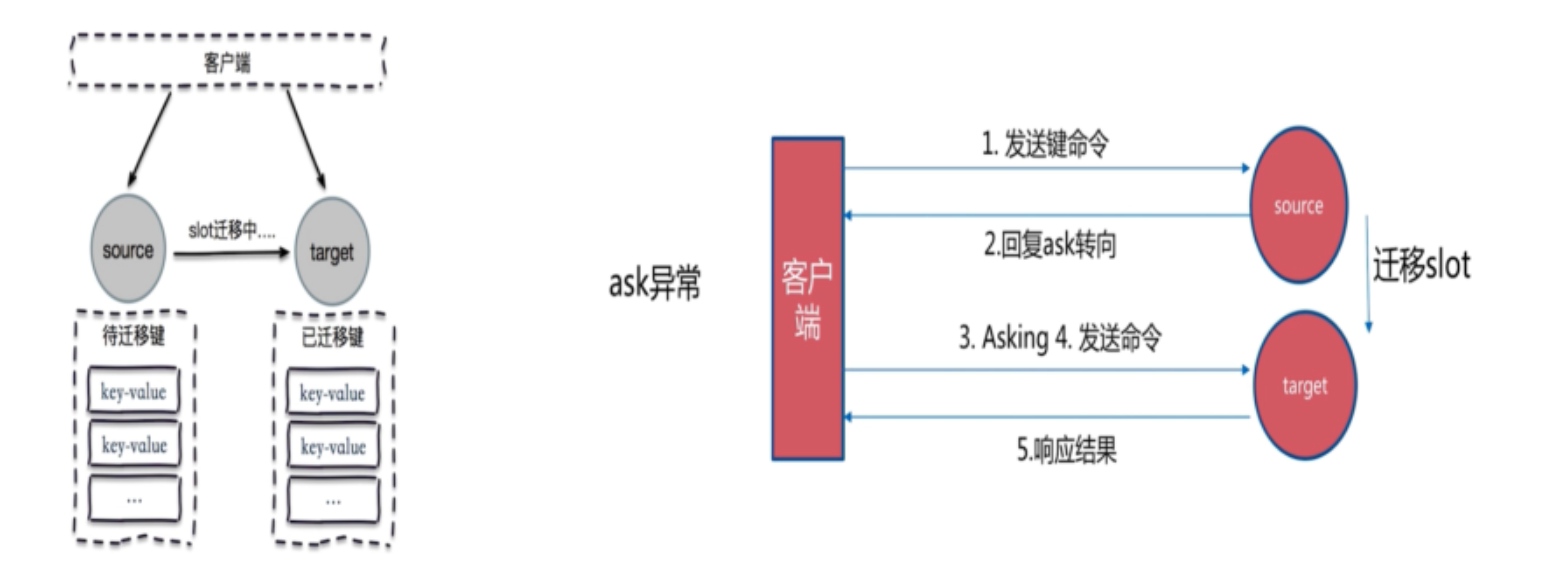 客户端
source
slot迁移中....
target
待迁移键
key-value
key-value
...
已迁移键
key-value
key-value
...
ask异常
客户
端
1. 发送键命令
2.回复ask转向
3. Asking 4. 发送命令
5.响应结果
source
迁移slot
target